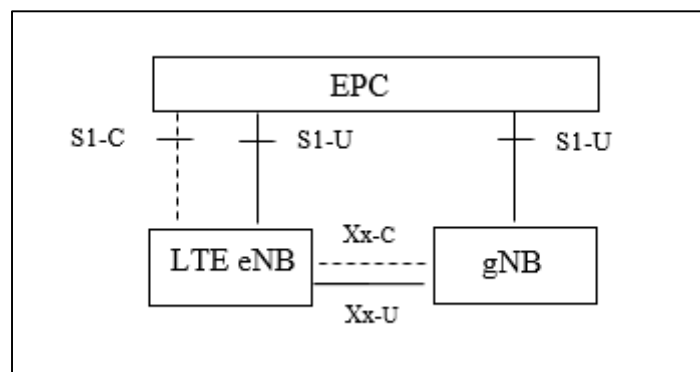 EPC
S1-C
S1-U
S1-U
Xx-C
LTE eNB
gNB
Xx-U